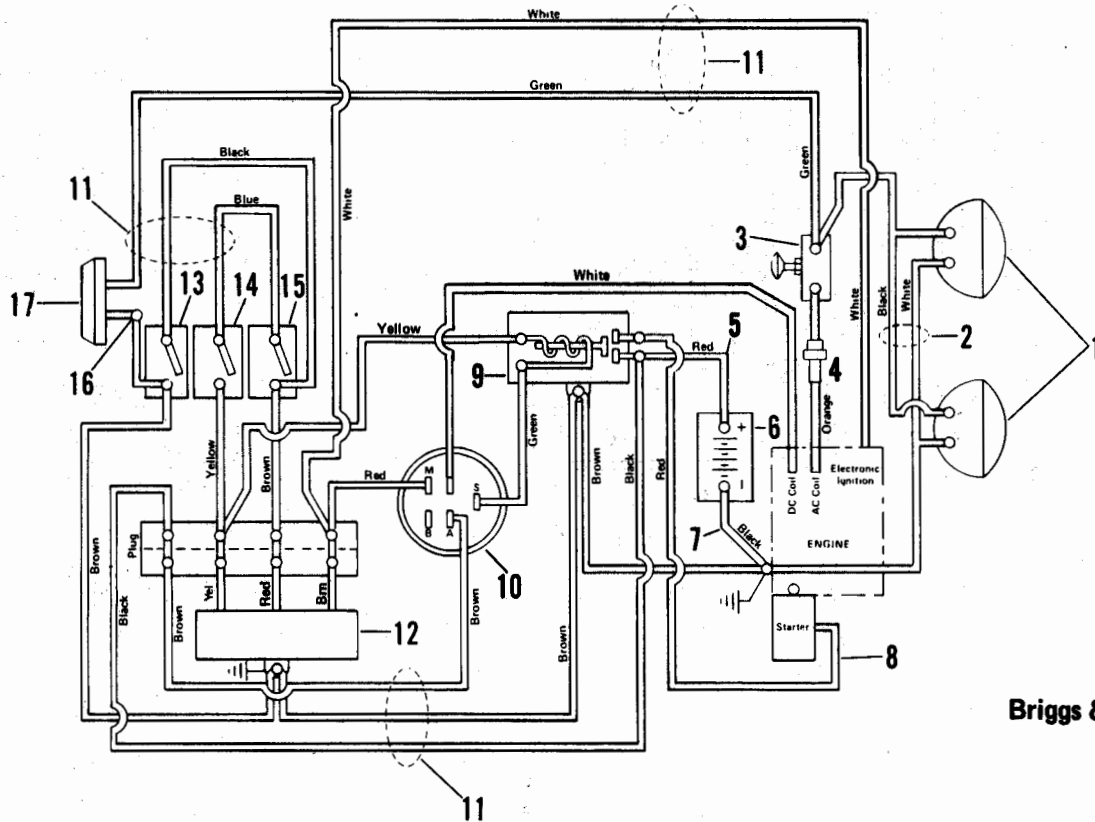 White
11
Green
Black
Green
11
Blue
White
3
White
White
Black
White
17
13
14
15
Yellow
5
Red
2
1
16
9
4
6
+
Green
Orange
Yellow
Brown
Red
M
S
Brown
Black
Red
−
DC Coil
AC Coil
Electronic
Ignition
Plug
B
A
7
Black
ENGINE
Brown
Black
Brown
Yel
Red
Brn
10
Brown
Brown
12
Starter
8
Briggs &
11